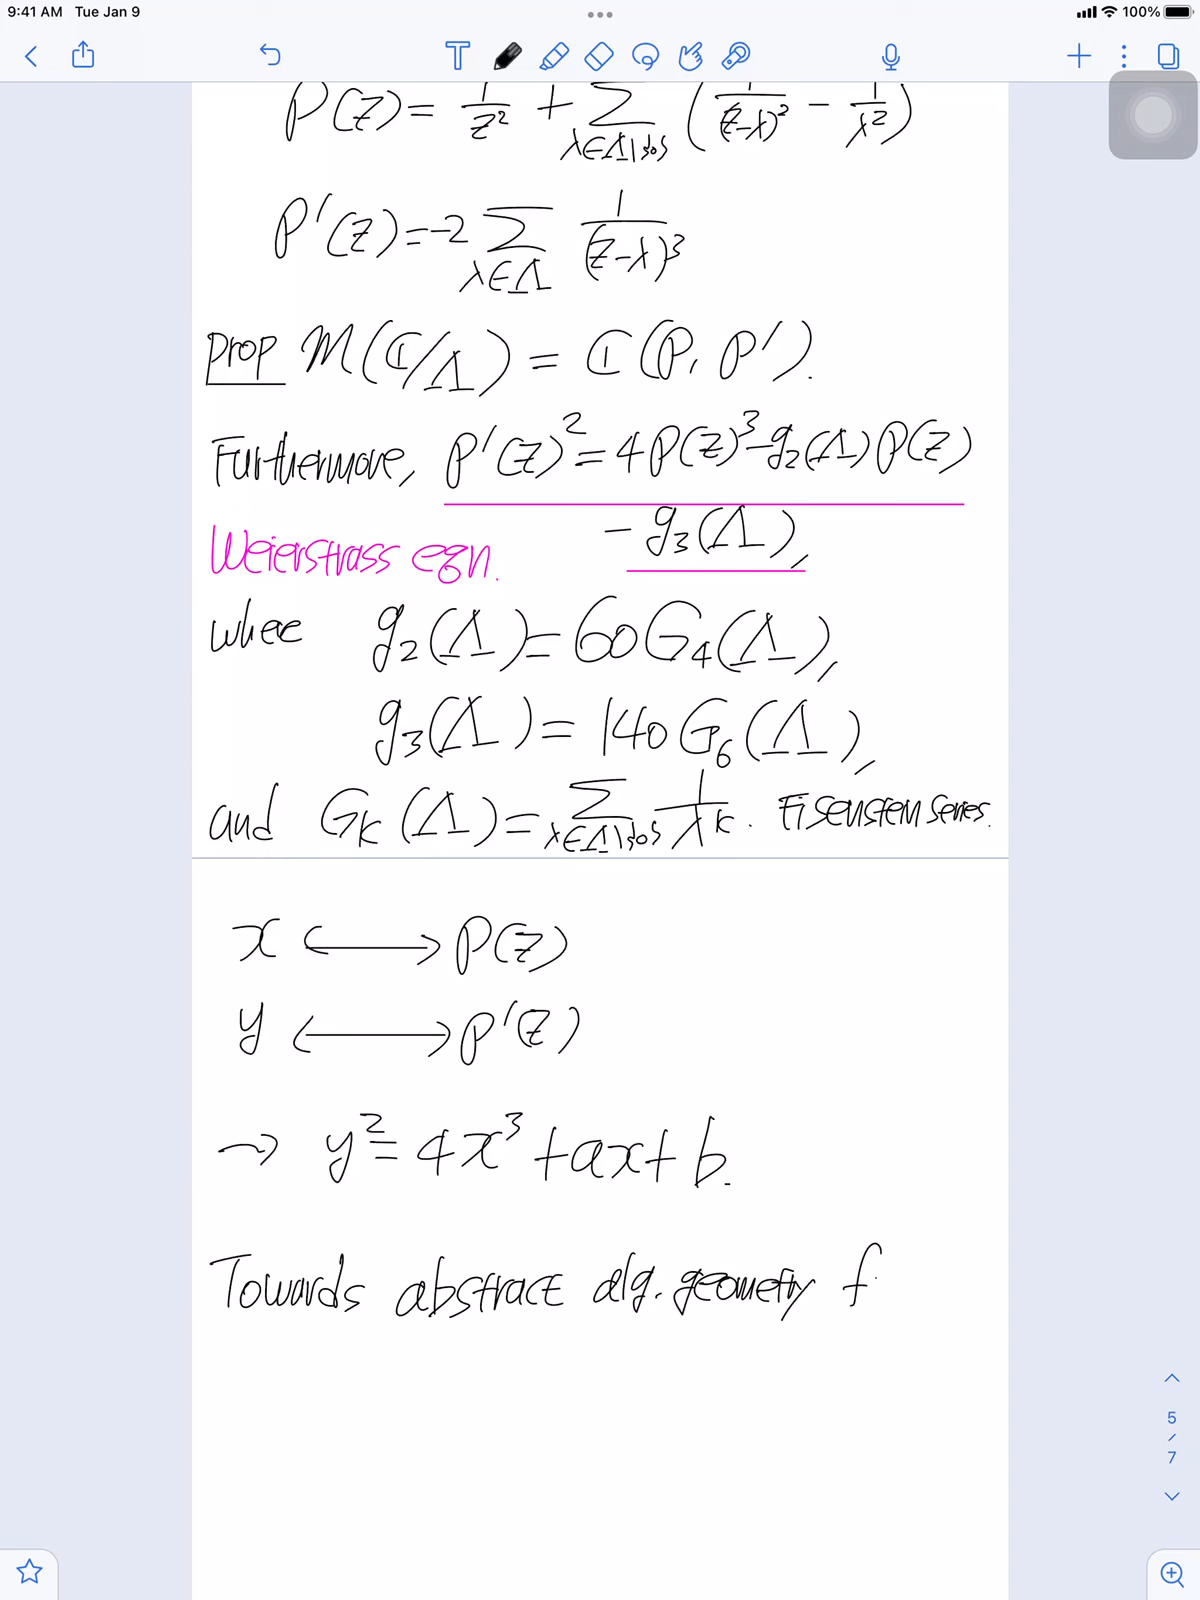 9:41 AM Tue Jan 9
100%
P(z) = 1/z² + Σ_{λ∈Λ\{0}} ( 1/(z-λ)² - 1/λ² )
P'(z) = -2 Σ_{λ∈Λ} 1/(z-λ)³
Prop M(ℂ/Λ) = ℂ(P, P').
Furthermore, P'(z)² = 4P(z)³ - g₂(Λ)P(z)
- g₃(Λ),
Weierstrass eqn.
whee g₂(Λ) = 60G₄(Λ),
g₃(Λ) = 140G₆(Λ),
and G_K(Λ) = Σ_{λ∈Λ\{0}} 1/λ^K. Eisenstein Series.
x ⟷ P(z)
y ⟷ P'(z)
⇝ y² = 4x³ + ax + b.
Towards abstract alg. geometry f
5
/
7